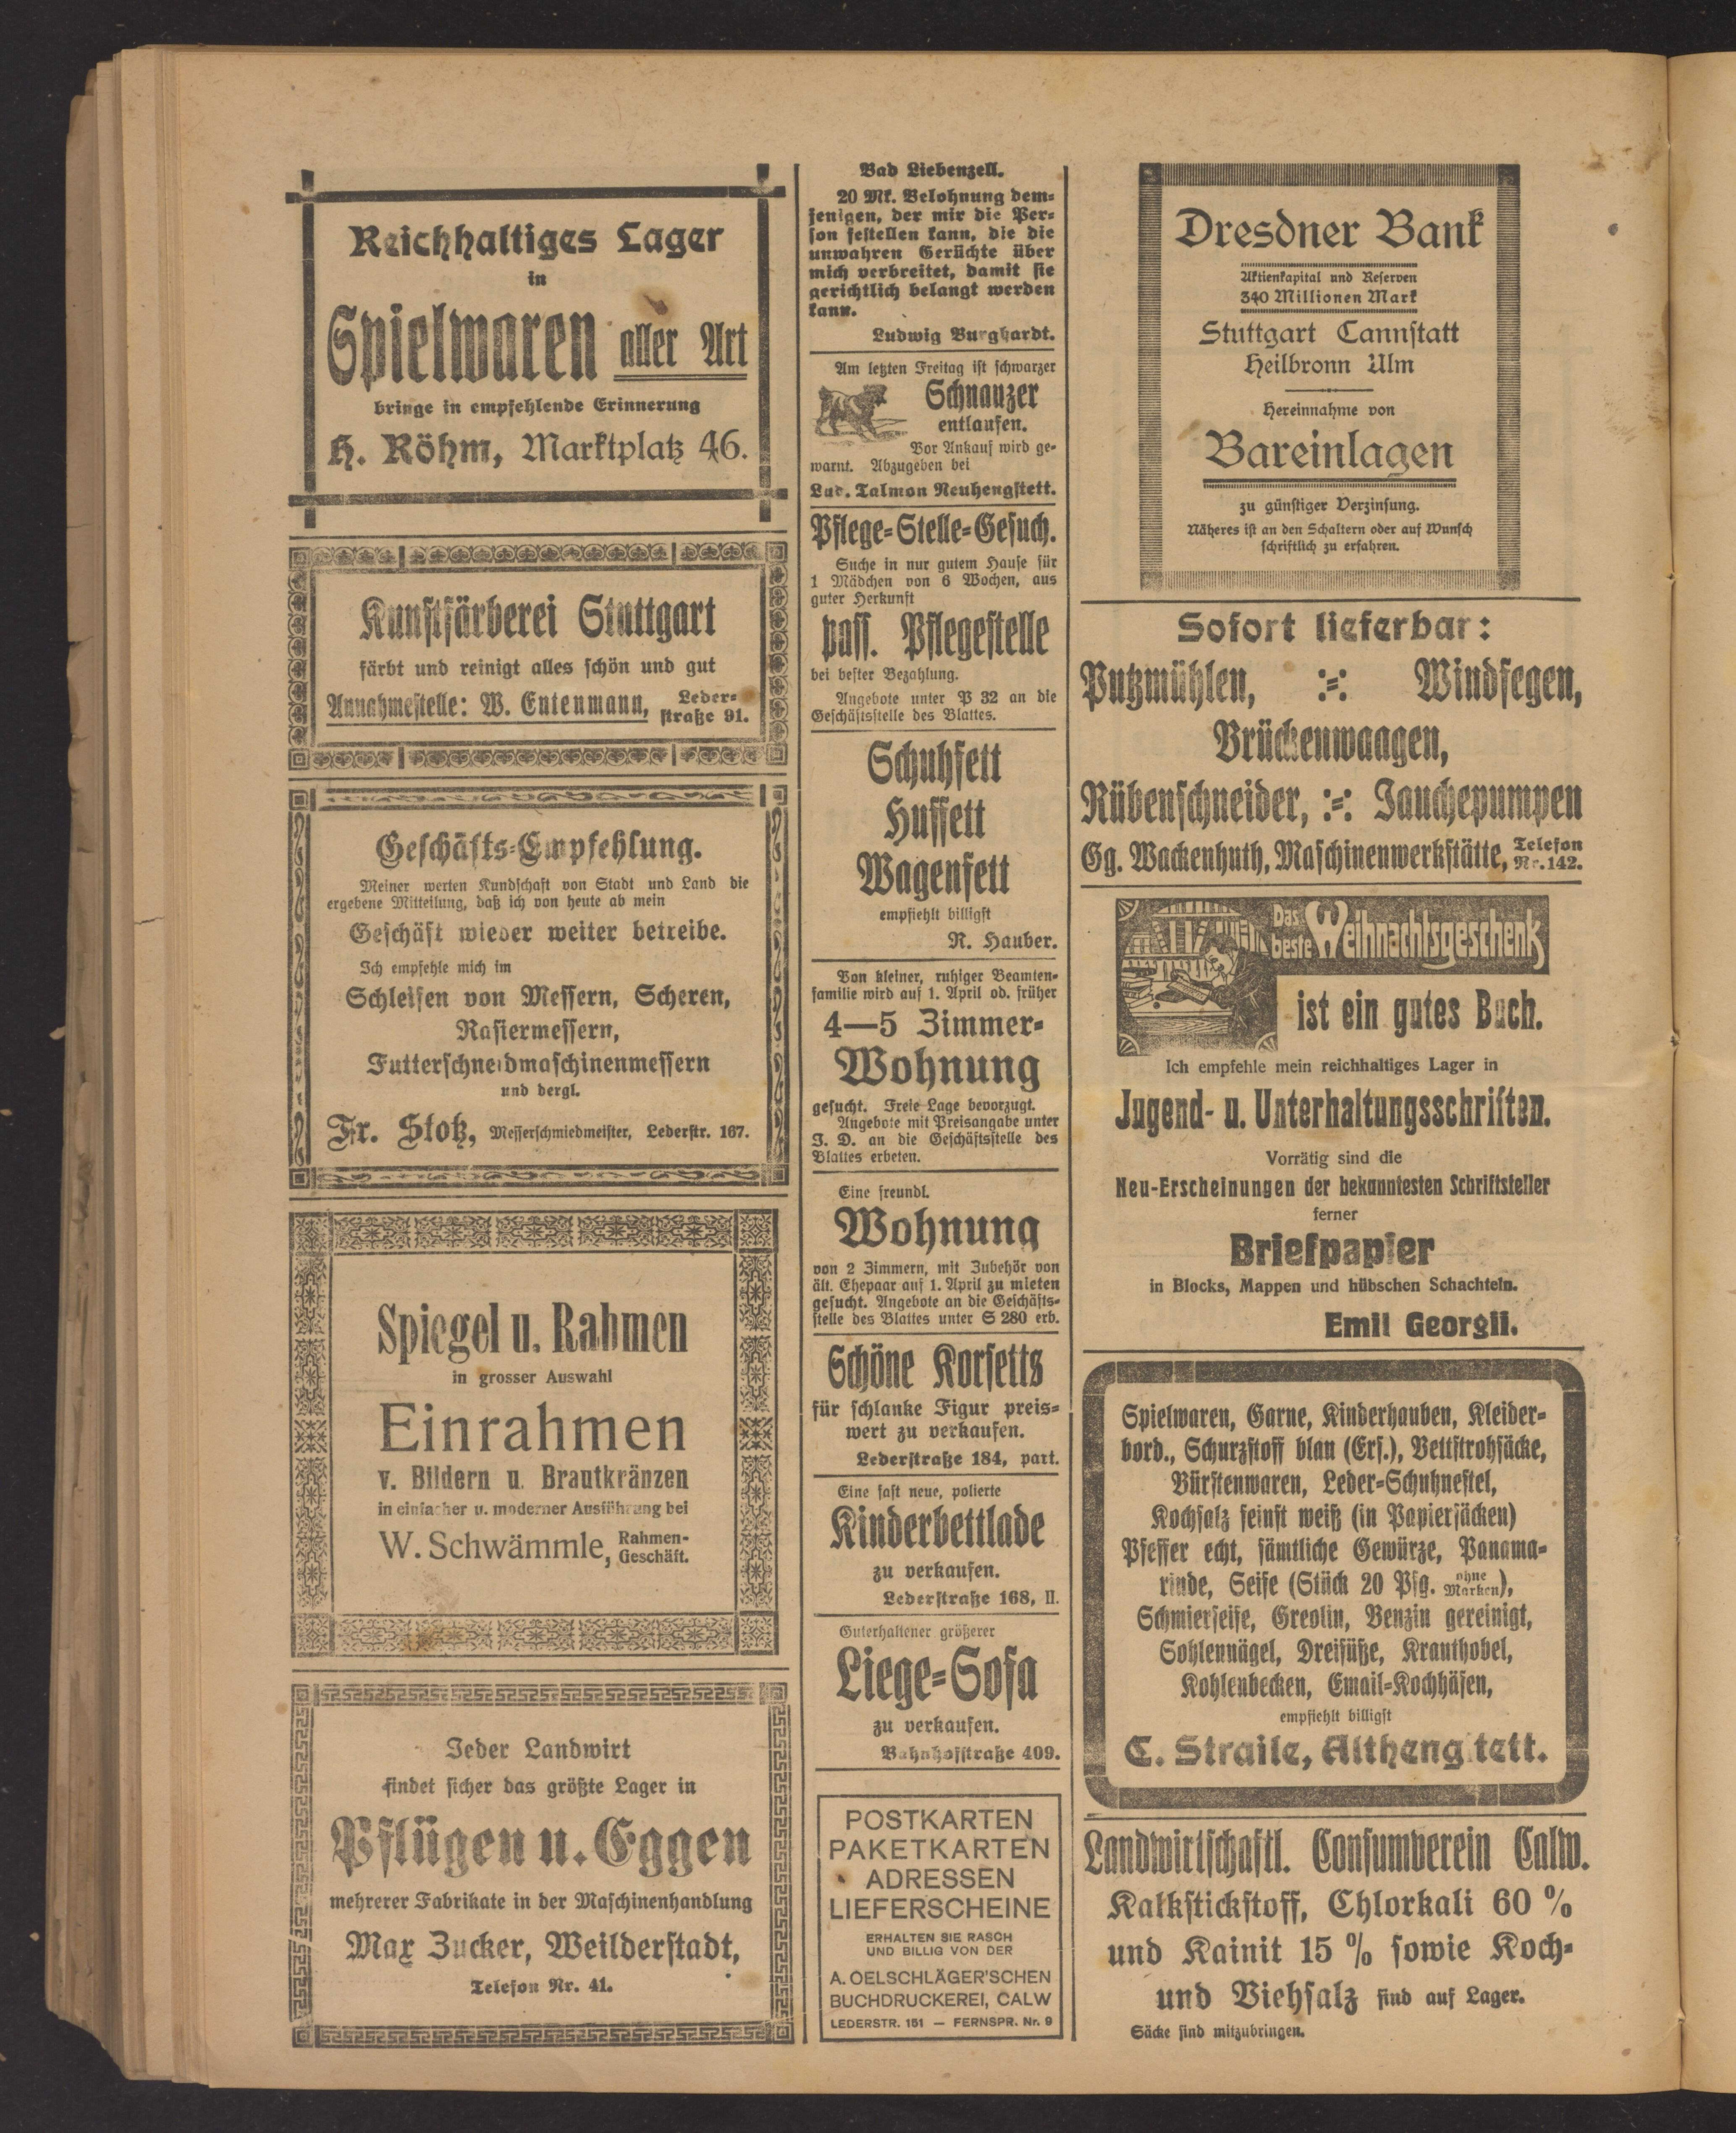 Reichhaltiges Lager
in
Spielwaren aller Art
bringe in empfehlende Erinnerung
H. Röhm, Marktplatz 46.
Kunstfärberei Stuttgart
färbt und reinigt alles schön und gut
Annahmestelle: W. Entenmann, Leder-
straße 91.
Geschäfts-Empfehlung.
Meiner werten Kundschaft von Stadt und Land die
ergebene Mitteilung, daß ich von heute ab mein
Geschäft wieder weiter betreibe.
Ich empfehle mich im
Schleifen von Messern, Scheren,
Rasiermessern,
Futterschneidmaschinenmessern
und dergl.
Fr. Stotz, Messerschmiedmeister, Lederstr. 167.
Spiegel u. Rahmen
in grosser Auswahl
Einrahmen
v. Bildern u. Brautkränzen
in einfacher u. moderner Ausführung bei
W. Schwämmle, Rahmen-
Geschäft.
Jeder Landwirt
findet sicher das größte Lager in
Pflügen u. Eggen
mehrerer Fabrikate in der Maschinenhandlung
Max Zucker, Weilderstadt,
Telefon Nr. 41.
Bad Liebenzell.
20 Mk. Belohnung dem-
jenigen, der mir die Per-
son festellen kann, die die
unwahren Gerüchte über
mich verbreitet, damit sie
gerichtlich belangt werden
kann.
Ludwig Burghardt.
Am letzten Freitag ist schwarzer
Schnauzer
entlaufen.
Vor Ankauf wird ge-
warnt. Abzugeben bei
Lud. Talmon Neuhengstett.
Pflege-Stelle-Gesuch.
Suche in nur gutem Hause für
1 Mädchen von 6 Wochen, aus
guter Herkunft
pass. Pflegestelle
bei bester Bezahlung.
Angebote unter P 32 an die
Geschäftsstelle des Blattes.
Schuhfett
Huffett
Wagenfett
empfiehlt billigst
R. Hauber.
Von kleiner, ruhiger Beamten-
familie wird auf 1. April od. früher
4—5 Zimmer-
Wohnung
gesucht. Freie Lage bevorzugt.
Angebote mit Preisangabe unter
J. D. an die Geschäftsstelle des
Blattes erbeten.
Eine freundl.
Wohnung
von 2 Zimmern, mit Zubehör von
ält. Ehepaar auf 1. April zu mieten
gesucht. Angebote an die Geschäfts-
stelle des Blattes unter S 280 erb.
Schöne Korsetts
für schlanke Figur preis-
wert zu verkaufen.
Lederstraße 184, part.
Eine fast neue, polierte
Kinderbettlade
zu verkaufen.
Lederstraße 168, II.
Guterhaltener größerer
Liege-Sofa
zu verkaufen.
Bahnhofstraße 409.
POSTKARTEN
PAKETKARTEN
ADRESSEN
LIEFERSCHEINE
ERHALTEN SIE RASCH
UND BILLIG VON DER
A. OELSCHLÄGER'SCHEN
BUCHDRUCKEREI, CALW
LEDERSTR. 151 — FERNSPR. Nr. 9
Dresdner Bank
Aktienkapital und Reserven
340 Millionen Mark
Stuttgart Cannstatt
Heilbronn Ulm
Hereinnahme von
Bareinlagen
zu günstiger Verzinsung.
Näheres ist an den Schaltern oder auf Wunsch
schriftlich zu erfahren.
Sofort lieferbar:
Putzmühlen, :-: Windfegen,
Brückenwaagen,
Rübenschneider, :-: Jauchepumpen
Gg. Wackenhuth, Maschinenwerkstätte, Telefon
Nr. 142.
Das
beste Weihnachtsgeschenk
ist ein gutes Buch.
Ich empfehle mein reichhaltiges Lager in
Jugend- u. Unterhaltungsschriften.
Vorrätig sind die
Neu-Erscheinungen der bekanntesten Schriftsteller
ferner
Briefpapier
in Blocks, Mappen und hübschen Schachteln.
Emil Georgii.
Spielwaren, Garne, Kinderhauben, Kleider-
bord., Schurzstoff blau (Ers.), Bettstrohsäcke,
Bürstenwaren, Leder-Schuhnestel,
Kochsalz feinst weiß (in Papiersäcken)
Pfeffer echt, sämtliche Gewürze, Panama-
rinde, Seife (Stück 20 Pfg. ohne
Marken),
Schmierseife, Creolin, Benzin gereinigt,
Sohlennägel, Dreifüße, Krauthobel,
Kohlenbecken, Email-Kochhäfen,
empfiehlt billigst
C. Straile, Altheng tett.
Landwirtschaftl. Consumverein Calw.
Kalkstickstoff, Chlorkali 60 %
und Kainit 15 % sowie Koch-
und Viehsalz sind auf Lager.
Säcke sind mitzubringen.